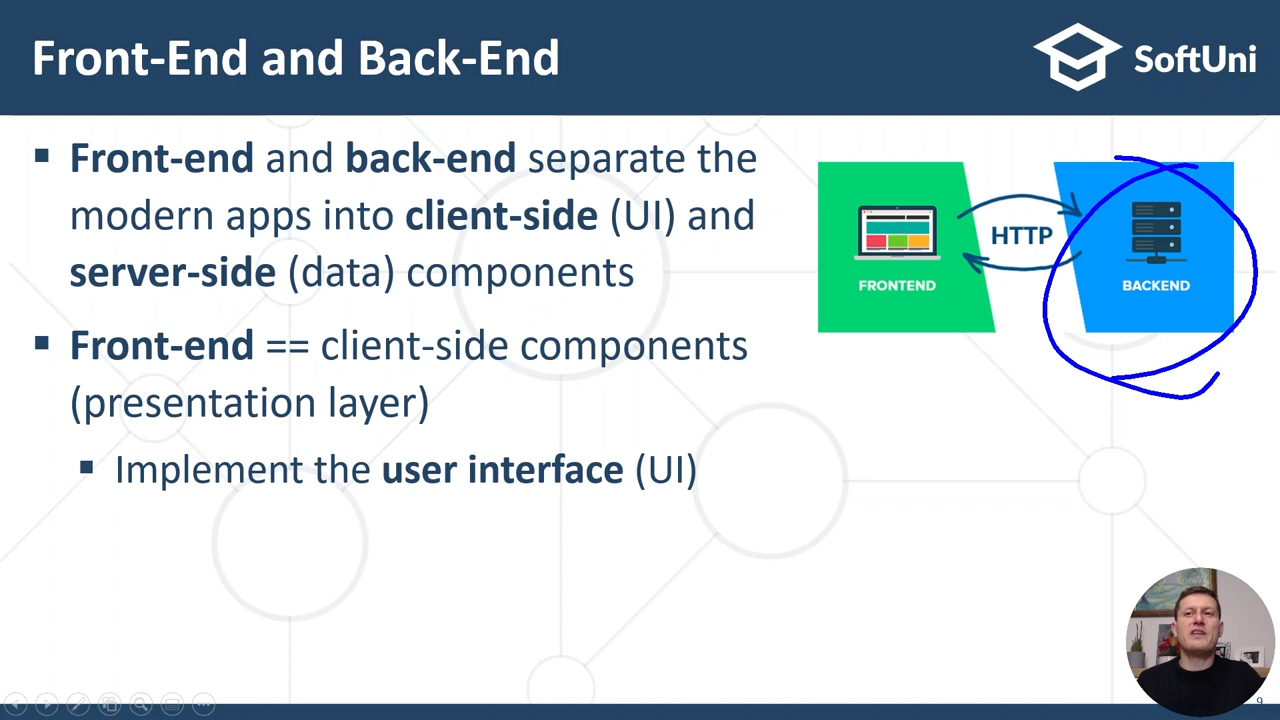 Front-End and Back-End
SoftUni
▪ Front-end and back-end separate the
modern apps into client-side (UI) and
server-side (data) components
▪ Front-end == client-side components
(presentation layer)
▪ Implement the user interface (UI)
FRONTEND
HTTP
BACKEND
9